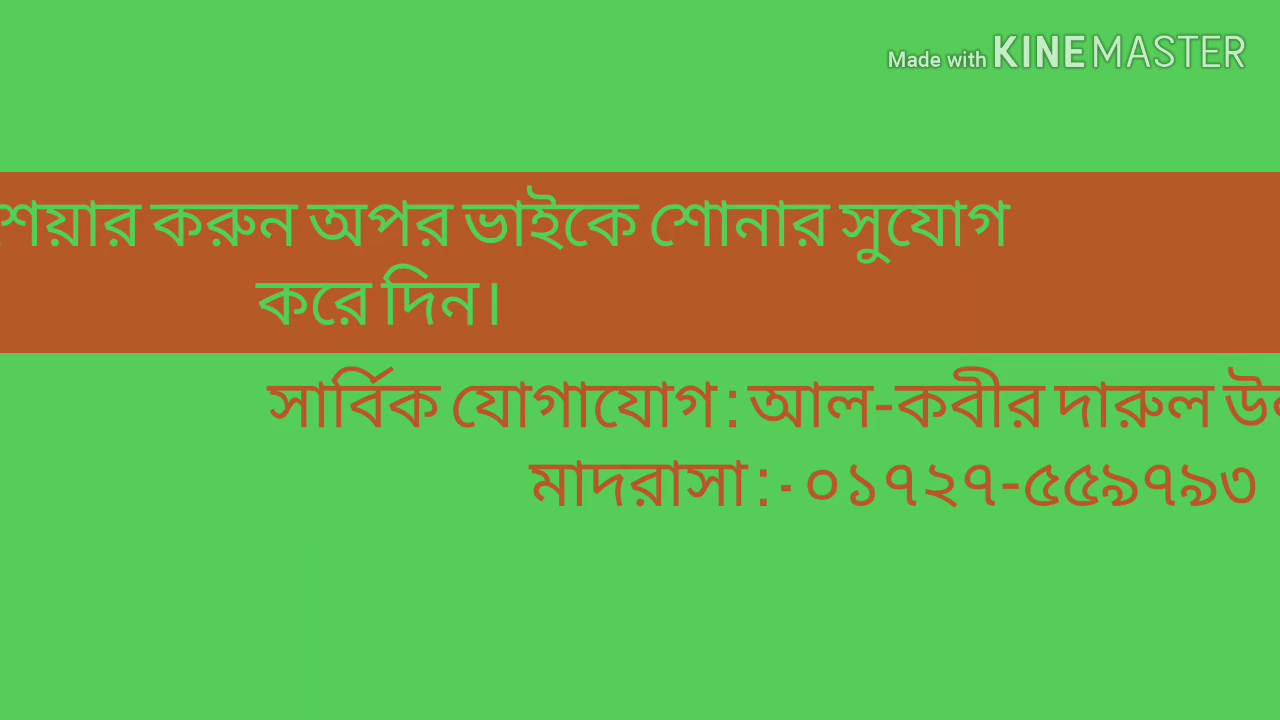 Made with KINEMASTER
শেয়ার করুন অপর ভাইকে শোনার সুযোগ
করে দিন।
সার্বিক যোগাযোগ : আল-কবীর দারুল
মাদরাসা :- ০১৭২৭-৫৫৯৭৯৩